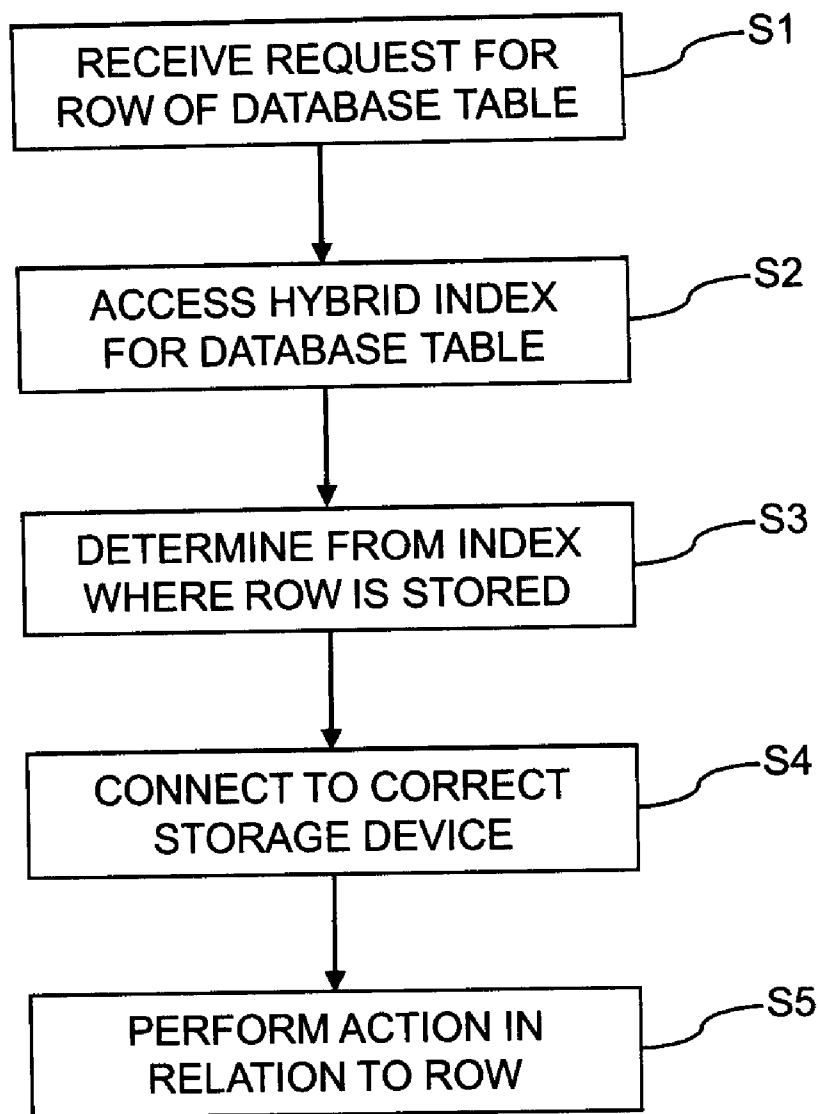 RECEIVE REQUEST FOR
ROW OF DATABASE TABLE
S1
ACCESS HYBRID INDEX
FOR DATABASE TABLE
S2
DETERMINE FROM INDEX
WHERE ROW IS STORED
S3
CONNECT TO CORRECT
STORAGE DEVICE
S4
PERFORM ACTION IN
RELATION TO ROW
S5